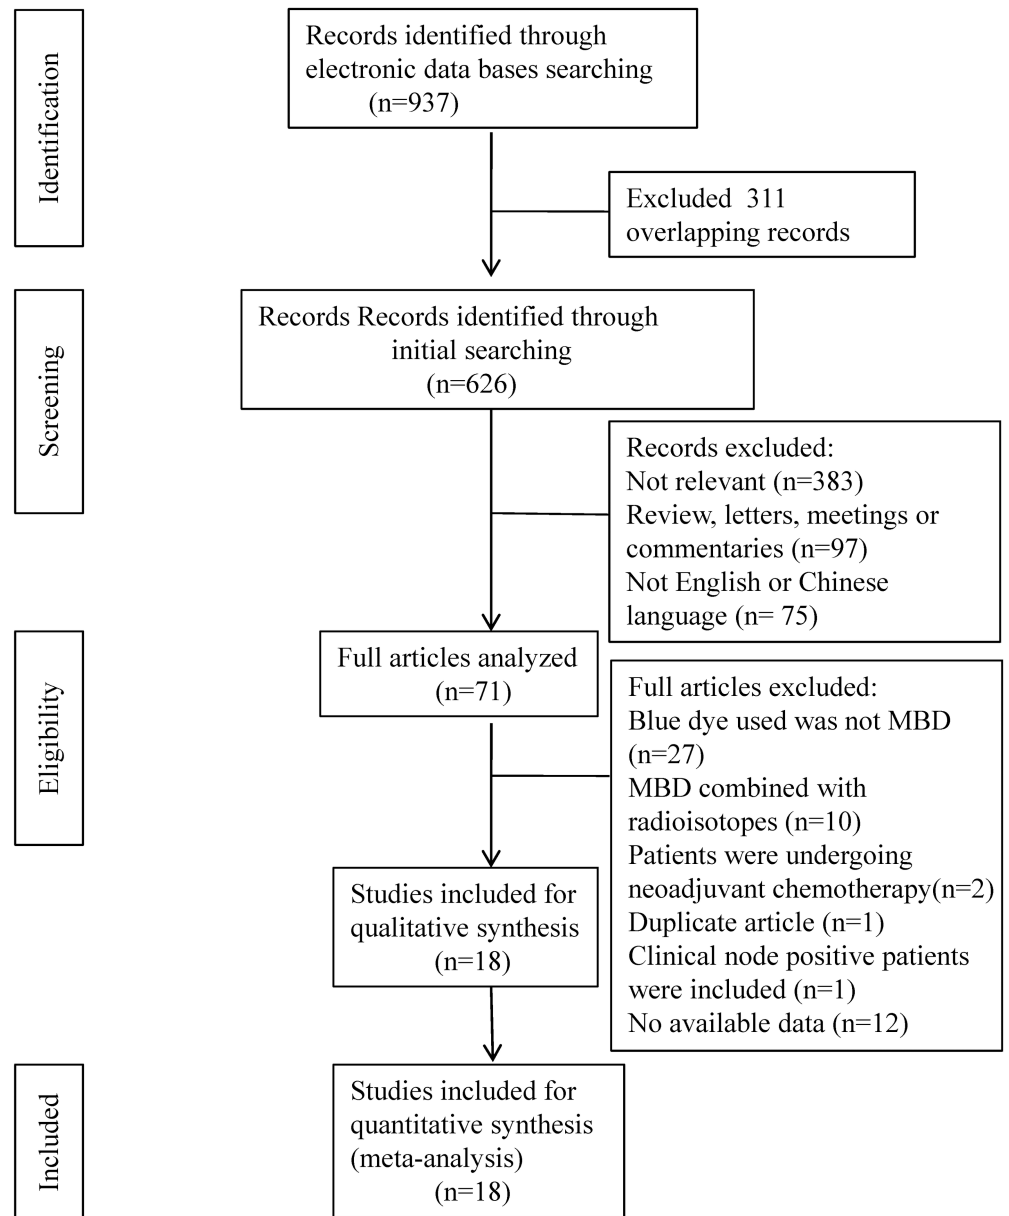 Identification
Records identified through
electronic data bases searching
(n=937)
Excluded 311
overlapping records
Screening
Records Records identified through
initial searching
(n=626)
Records excluded:
Not relevant (n=383)
Review, letters, meetings or
commentaries (n=97)
Not English or Chinese
language (n= 75)
Eligibility
Full articles analyzed
(n=71)
Full articles excluded:
Blue dye used was not MBD
(n=27)
MBD combined with
radioisotopes (n=10)
Patients were undergoing
neoadjuvant chemotherapy(n=2)
Duplicate article (n=1)
Clinical node positive patients
were included (n=1)
No available data (n=12)
Studies included for
qualitative synthesis
(n=18)
Included
Studies included for
quantitative synthesis
(meta-analysis)
(n=18)